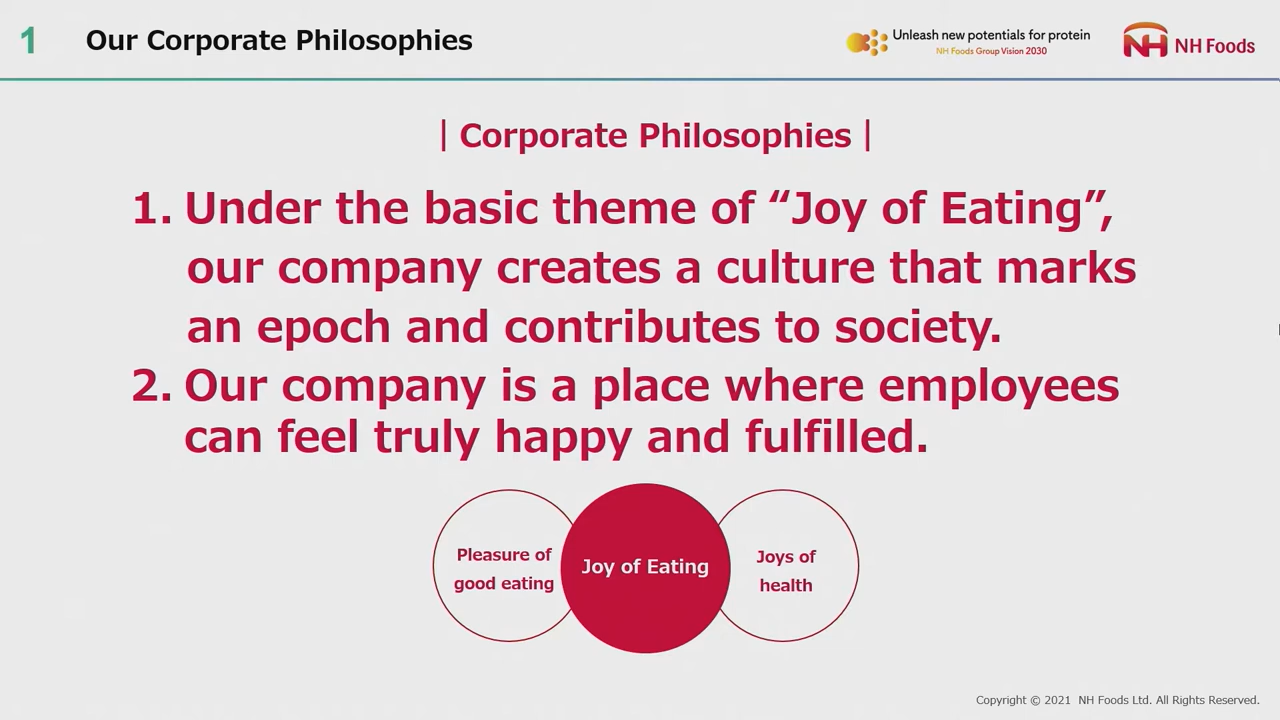 1
Our Corporate Philosophies
Unleash new potentials for protein
NH Foods Group Vision 2030
NH Foods
| Corporate Philosophies |
1. Under the basic theme of “Joy of Eating”,
our company creates a culture that marks
an epoch and contributes to society.
2. Our company is a place where employees
can feel truly happy and fulfilled.
Pleasure of
good eating
Joy of Eating
Joys of
health
Copyright © 2021 NH Foods Ltd. All Rights Reserved.